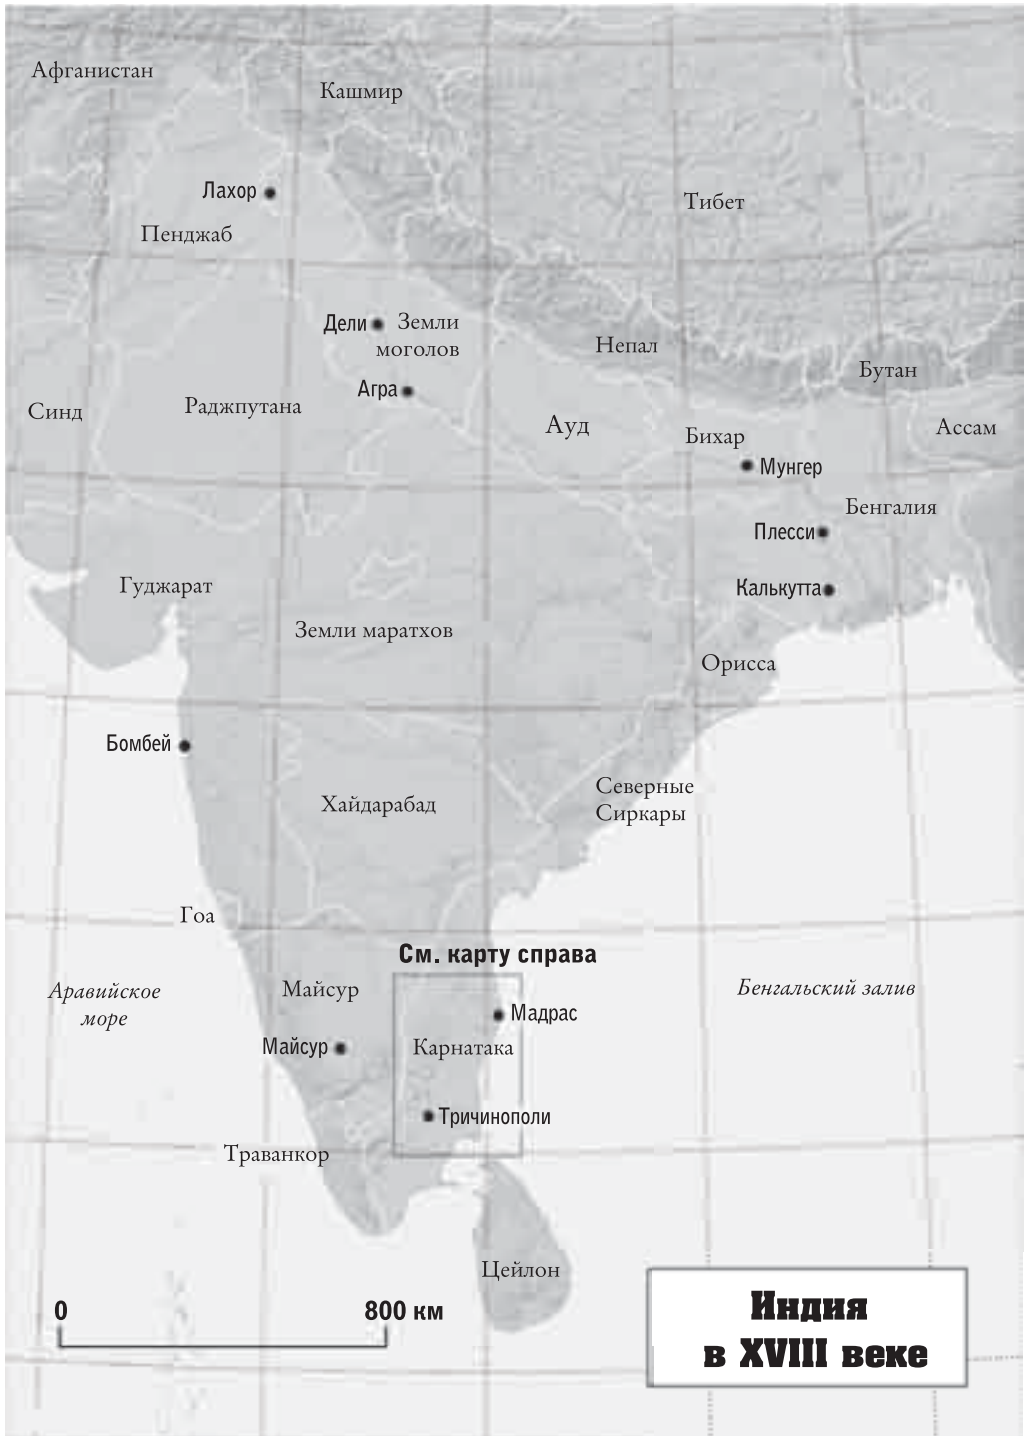 Афганистан
Кашмир
Лахор
Тибет
Пенджаб
Дели
Земли
моголов
Непал
Бутан
Агра
Синд
Раджпутана
Ауд
Бихар
Ассам
Мунгер
Бенгалия
Плесси
Гуджарат
Калькутта
Земли маратхов
Орисса
Бомбей
Северные
Сиркары
Хайдарабад
Гоа
См. карту справа
Аравийское
море
Майсур
Бенгальский залив
Мадрас
Майсур
Карнатака
Тричинополи
Траванкор
Цейлон
0
800 км
Индия
в XVIII веке